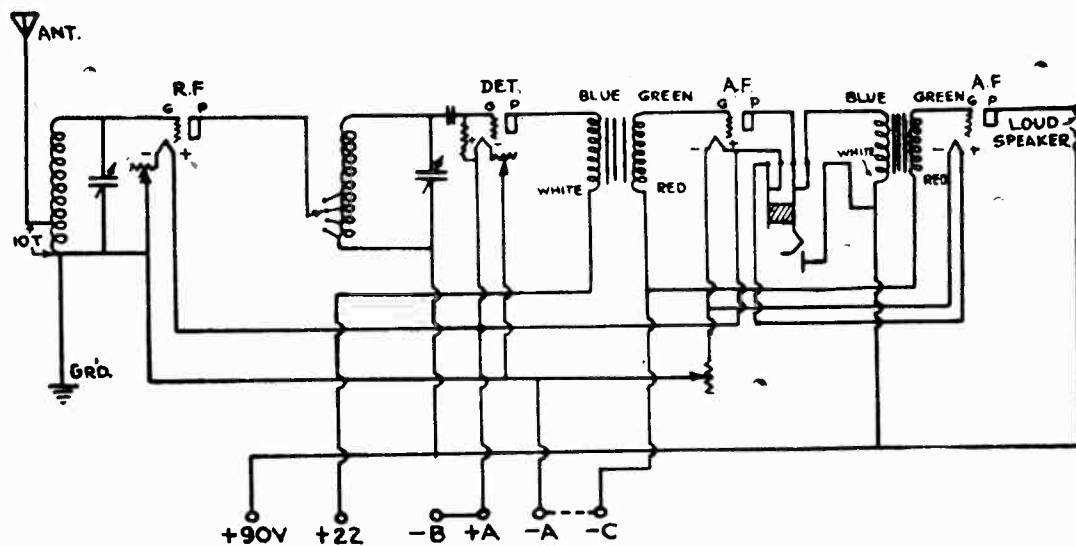 ANT.
R.F
G P
- +
10T
GRD.
DET.
G P
+ -
BLUE GREEN
WHITE
RED
A.F.
G P
- +
BLUE GREEN
WHITE
RED
A.F
G P
- +
LOUD
SPEAKER
+90V +22 -B +A -A -C